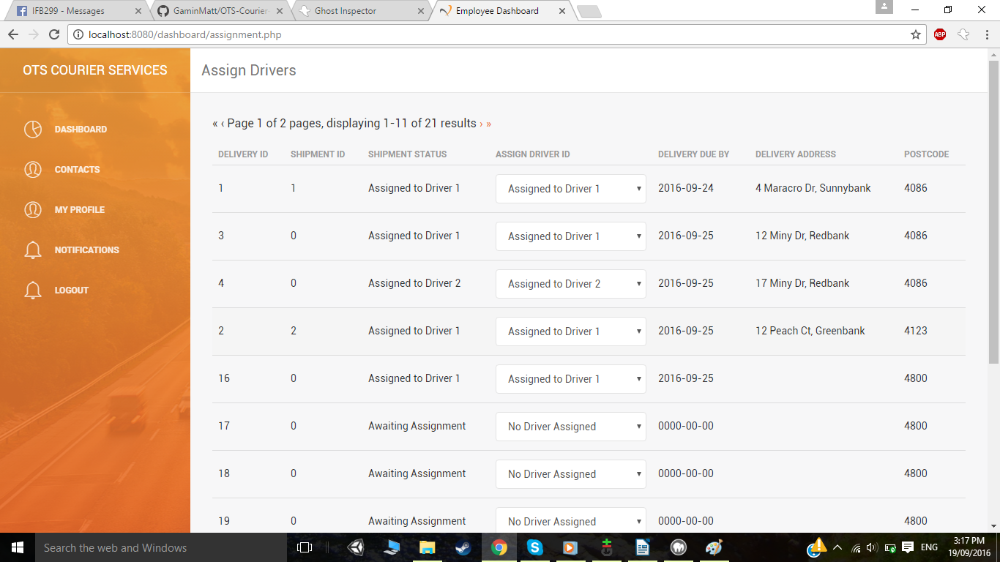 IFB299 - Messages
GaminMatt/OTS-Courier-
Ghost Inspector
Employee Dashboard
localhost:8080/dashboard/assignment.php
ABP
OTS COURIER SERVICES
Assign Drivers
DASHBOARD
CONTACTS
MY PROFILE
NOTIFICATIONS
LOGOUT
« ‹ Page 1 of 2 pages, displaying 1-11 of 21 results › »
DELIVERY ID SHIPMENT ID SHIPMENT STATUS ASSIGN DRIVER ID DELIVERY DUE BY DELIVERY ADDRESS POSTCODE
1 1 Assigned to Driver 1 Assigned to Driver 1 2016-09-24 4 Maracro Dr, Sunnybank 4086
3 0 Assigned to Driver 1 Assigned to Driver 1 2016-09-25 12 Miny Dr, Redbank 4086
4 0 Assigned to Driver 2 Assigned to Driver 2 2016-09-25 17 Miny Dr, Redbank 4086
2 2 Assigned to Driver 1 Assigned to Driver 1 2016-09-25 12 Peach Ct, Greenbank 4123
16 0 Assigned to Driver 1 Assigned to Driver 1 2016-09-25 4800
17 0 Awaiting Assignment No Driver Assigned 0000-00-00 4800
18 0 Awaiting Assignment No Driver Assigned 0000-00-00 4800
19 0 Awaiting Assignment No Driver Assigned 0000-00-00 4800
Search the web and Windows
ENG
3:17 PM
19/09/2016